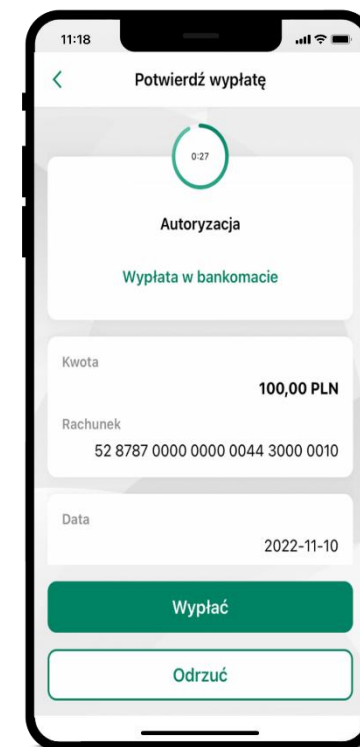 11:18
Potwierdź wypłatę
0:27
Autoryzacja
Wypłata w bankomacie
Kwota
100,00 PLN
Rachunek
52 8787 0000 0000 0044 3000 0010
Data
2022-11-10
Wypłać
Odrzuć